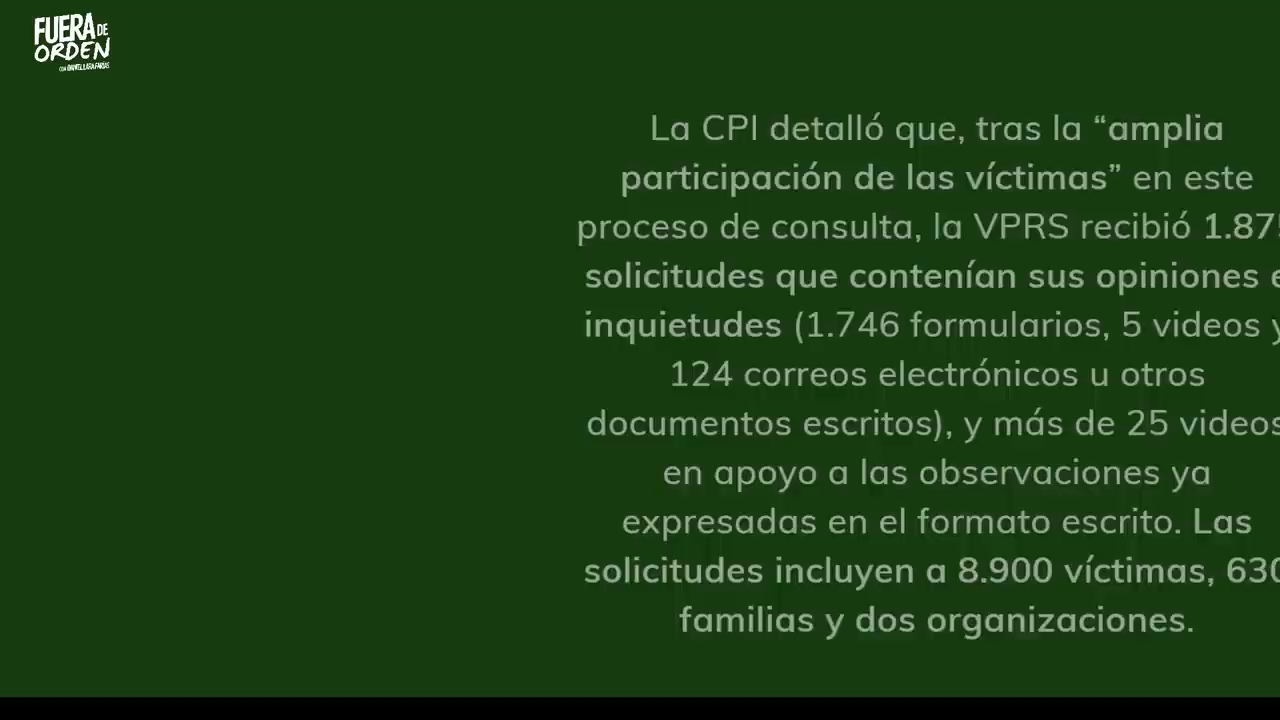 FUERA DE
ORDEN
La CPI detalló que, tras la “amplia
participación de las víctimas” en este
proceso de consulta, la VPRS recibió
solicitudes que contenían sus opiniones e
inquietudes (1.746 formularios, 5 videos y
124 correos electrónicos u otros
documentos escritos), y más de 25 videos
en apoyo a las observaciones ya
expresadas en el formato escrito. Las
solicitudes incluyen a 8.900 víctimas, 630
familias y dos organizaciones.